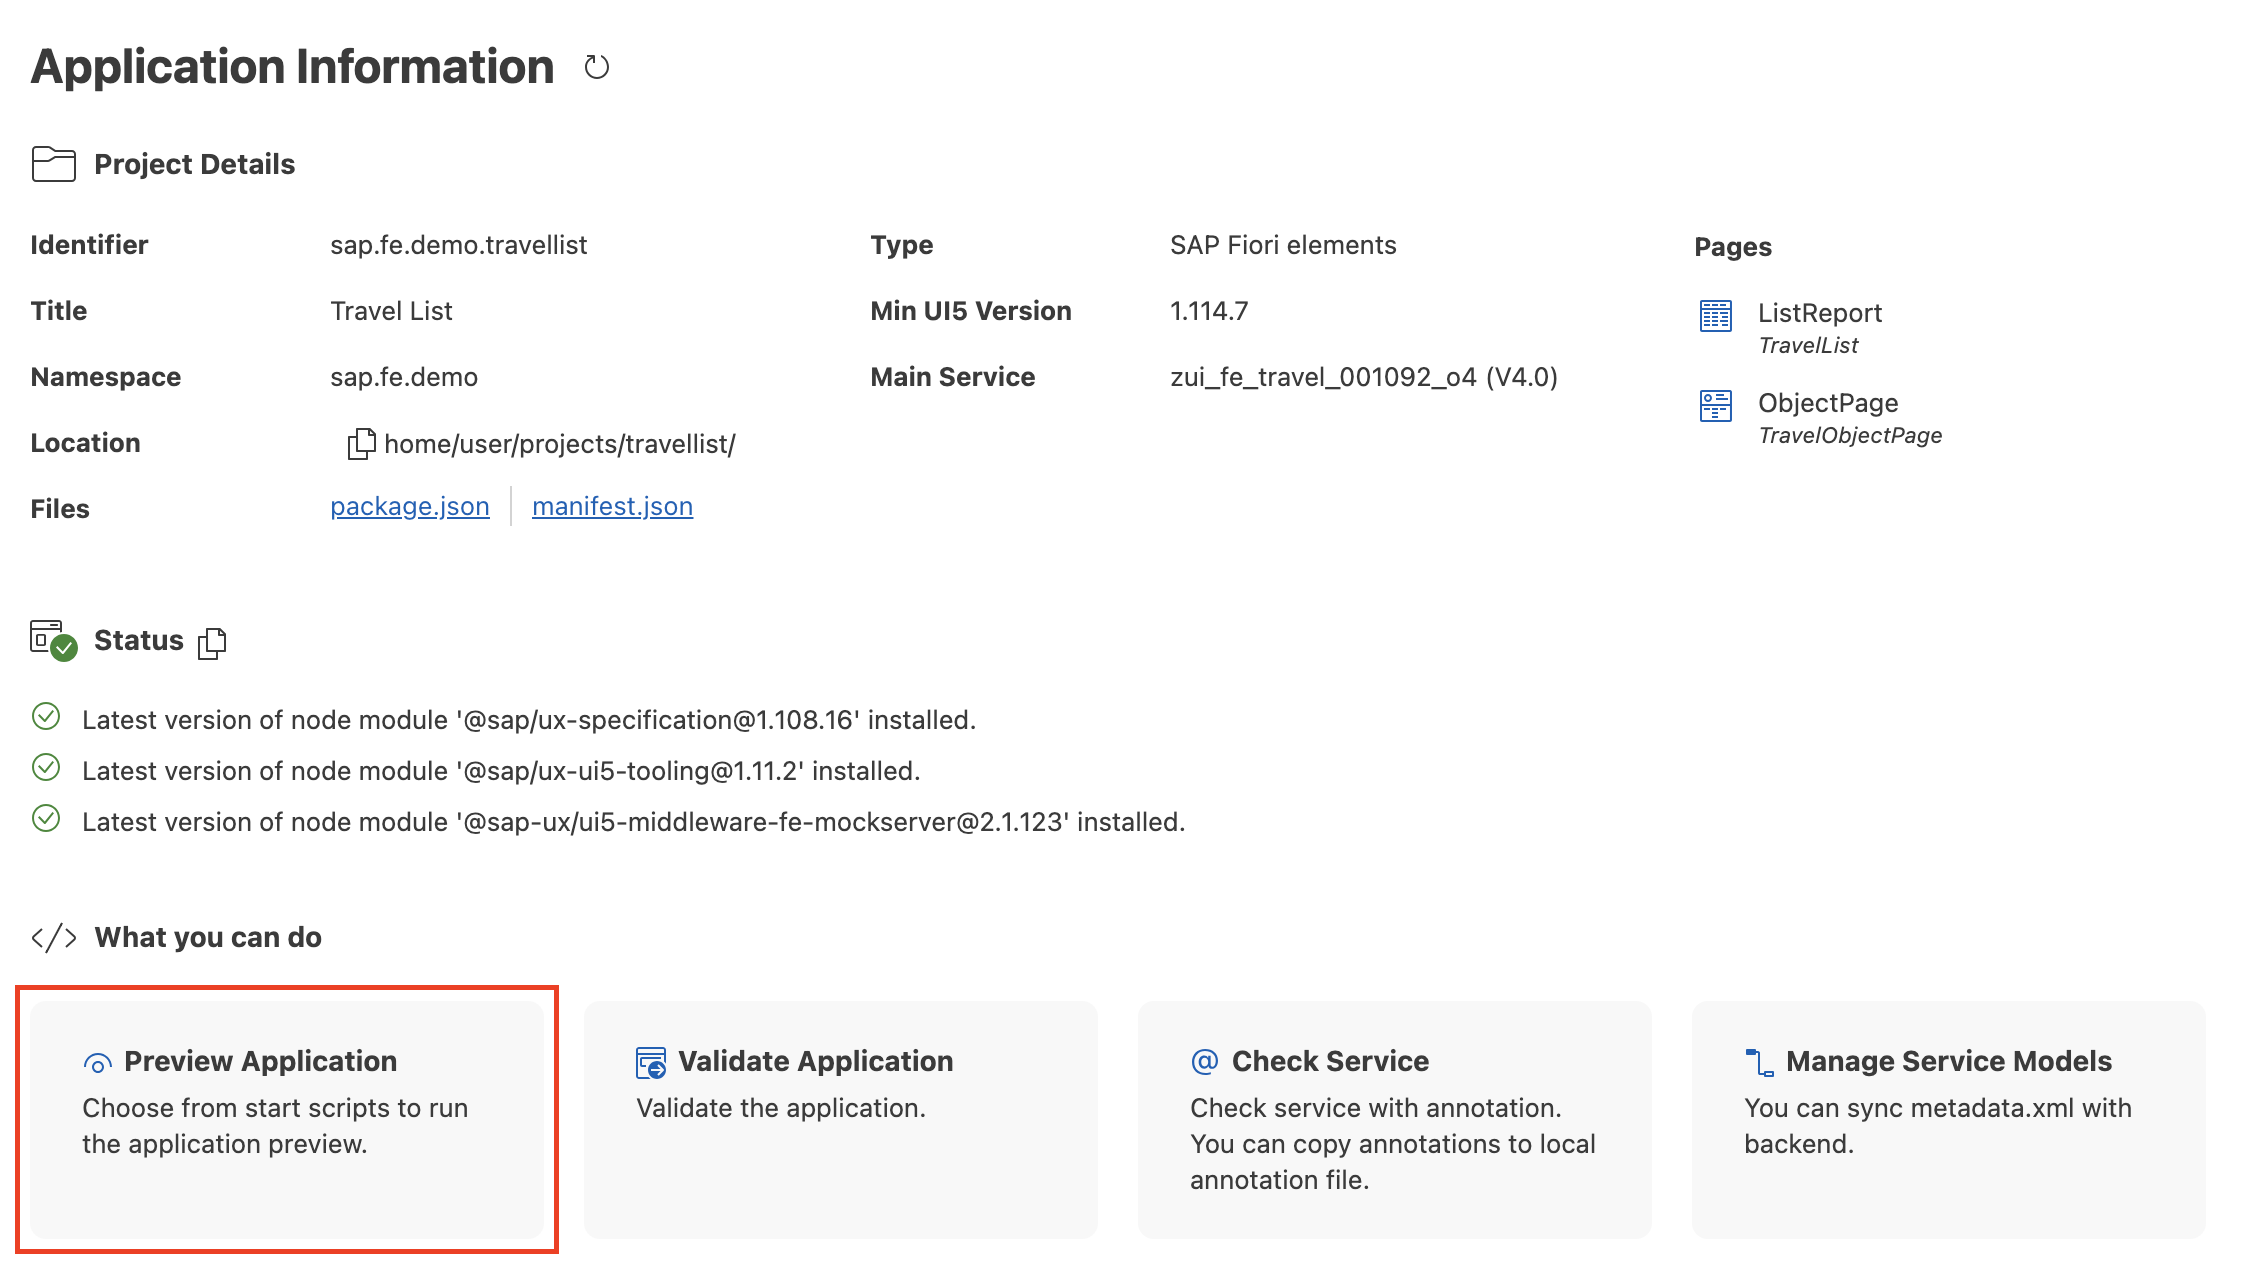 Application Information
Project Details
Identifier sap.fe.demo.travellist
Title Travel List
Namespace sap.fe.demo
Location home/user/projects/travellist/
Files package.json manifest.json
Type SAP Fiori elements
Min UI5 Version 1.114.7
Main Service zui_fe_travel_001092_o4 (V4.0)
Pages
ListReport
TravelList
ObjectPage
TravelObjectPage
Status
Latest version of node module '@sap/ux-specification@1.108.16' installed.
Latest version of node module '@sap/ux-ui5-tooling@1.11.2' installed.
Latest version of node module '@sap-ux/ui5-middleware-fe-mockserver@2.1.123' installed.
What you can do
Preview Application
Choose from start scripts to run
the application preview.
Validate Application
Validate the application.
Check Service
Check service with annotation.
You can copy annotations to local
annotation file.
Manage Service Models
You can sync metadata.xml with
backend.